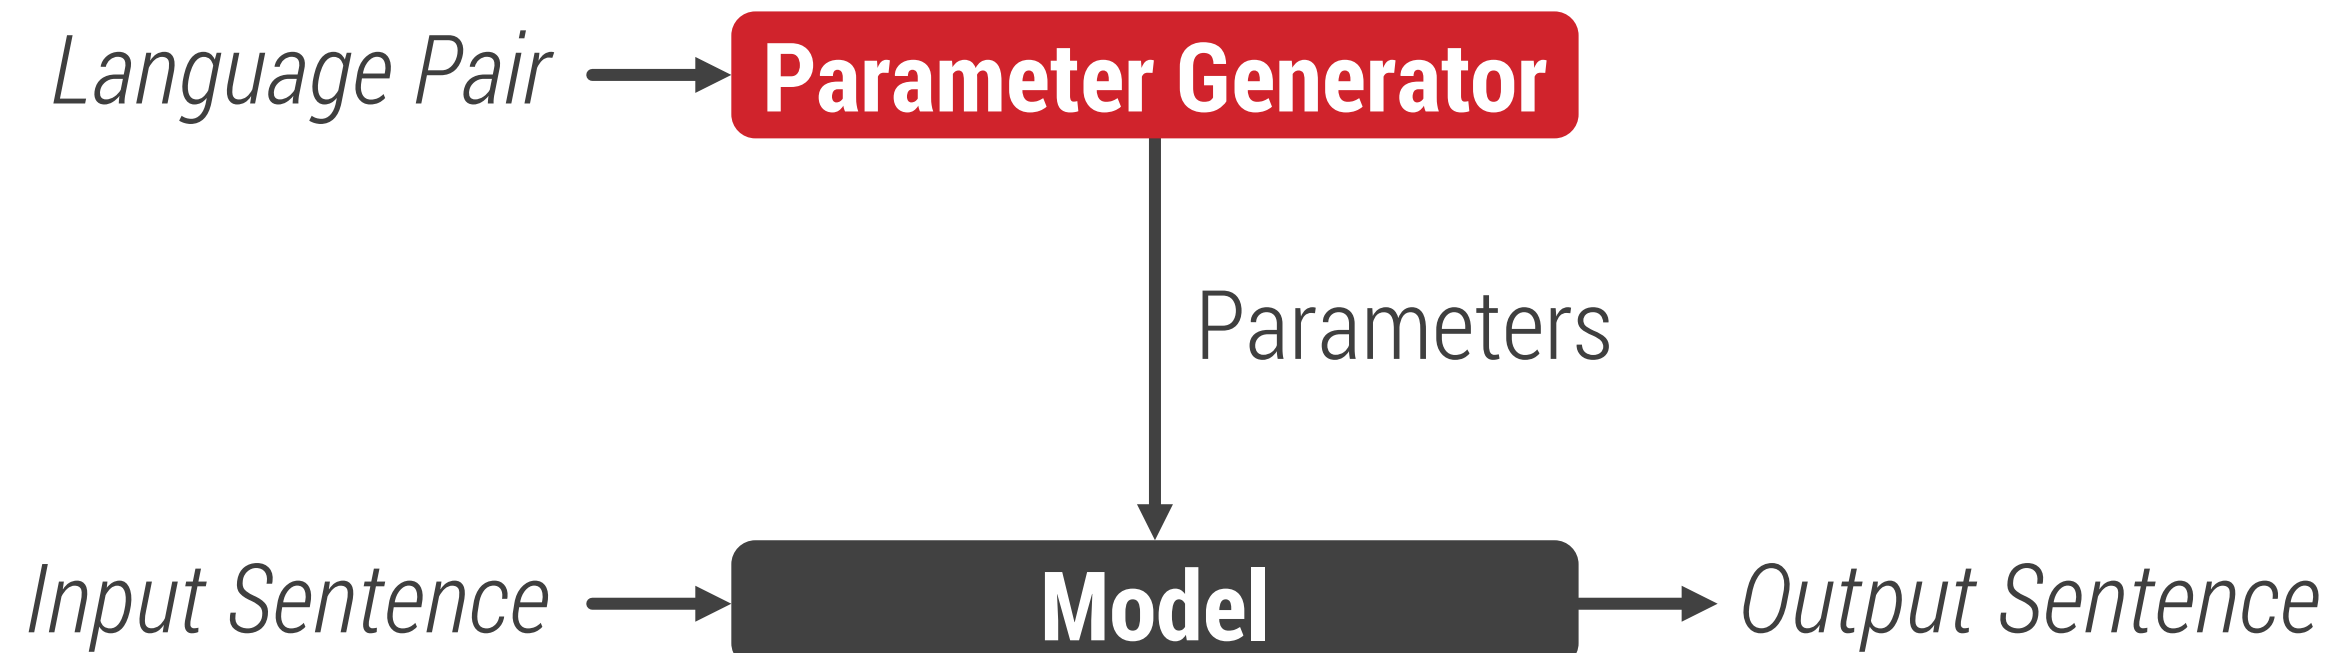 Language Pair
Parameter Generator
Parameters
Input Sentence
Model
Output Sentence